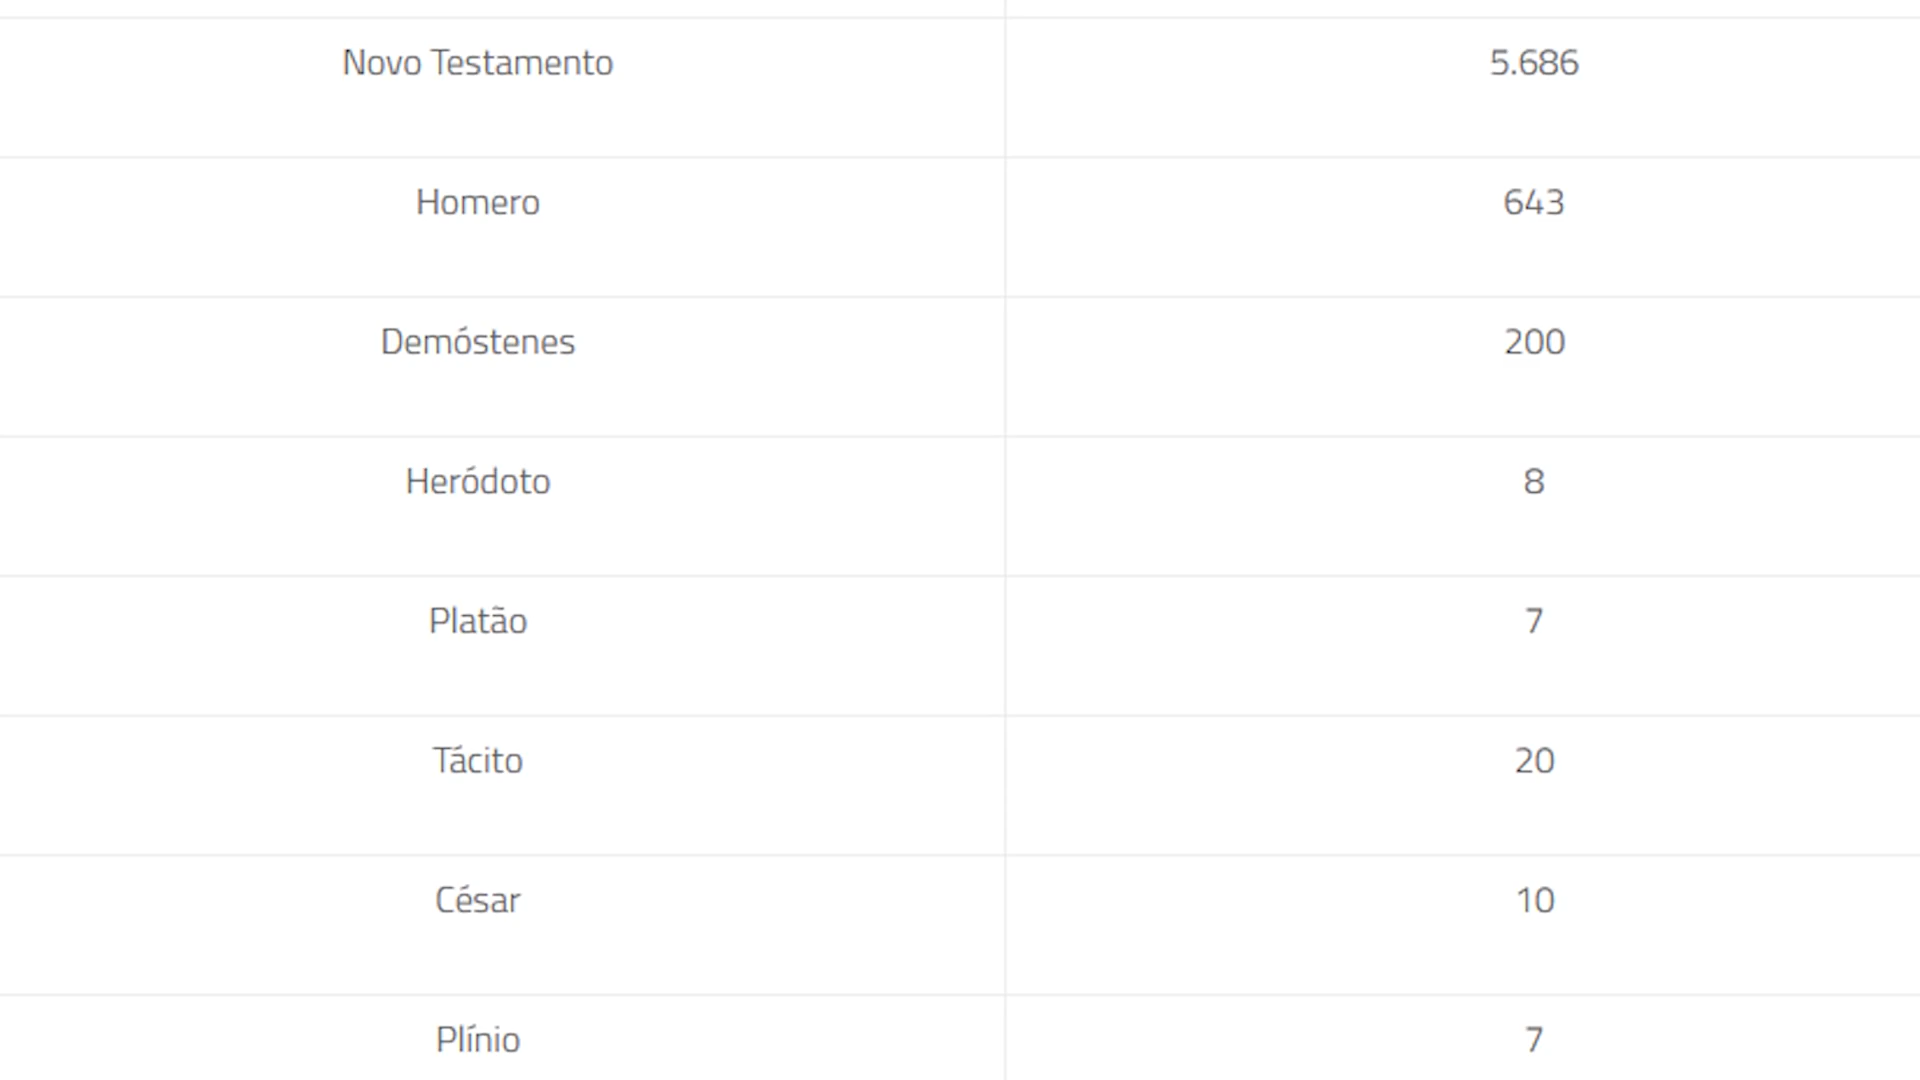 Novo Testamento 5.686
Homero 643
Demóstenes 200
Heródoto 8
Platão 7
Tácito 20
César 10
Plínio 7